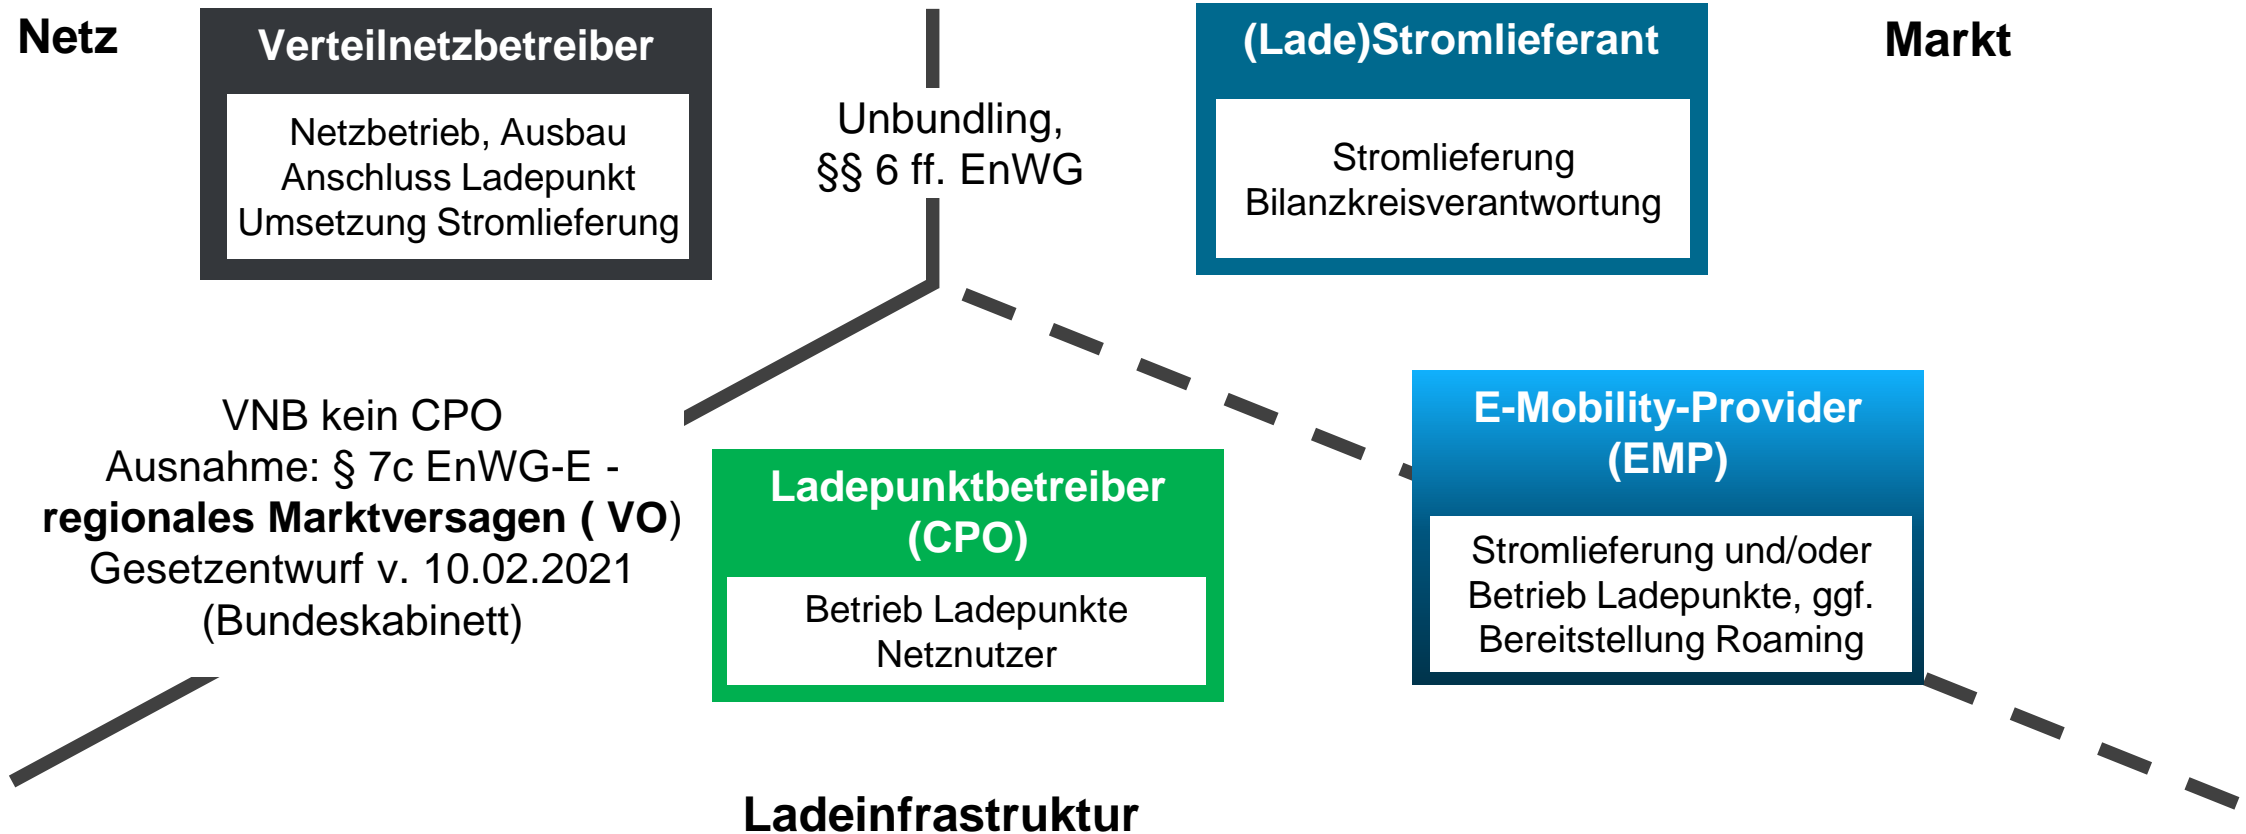 Netz
Verteilnetzbetreiber
Netzbetrieb, Ausbau
Anschluss Ladepunkt
Umsetzung Stromlieferung
Unbundling,
§§ 6 ff. EnWG
(Lade)Stromlieferant
Stromlieferung
Bilanzkreisverantwortung
Markt
VNB kein CPO
Ausnahme: § 7c EnWG-E -
regionales Marktversagen ( VO)
Gesetzentwurf v. 10.02.2021
(Bundeskabinett)
Ladepunktbetreiber
(CPO)
Betrieb Ladepunkte
Netznutzer
E-Mobility-Provider
(EMP)
Stromlieferung und/oder
Betrieb Ladepunkte, ggf.
Bereitstellung Roaming
Ladeinfrastruktur